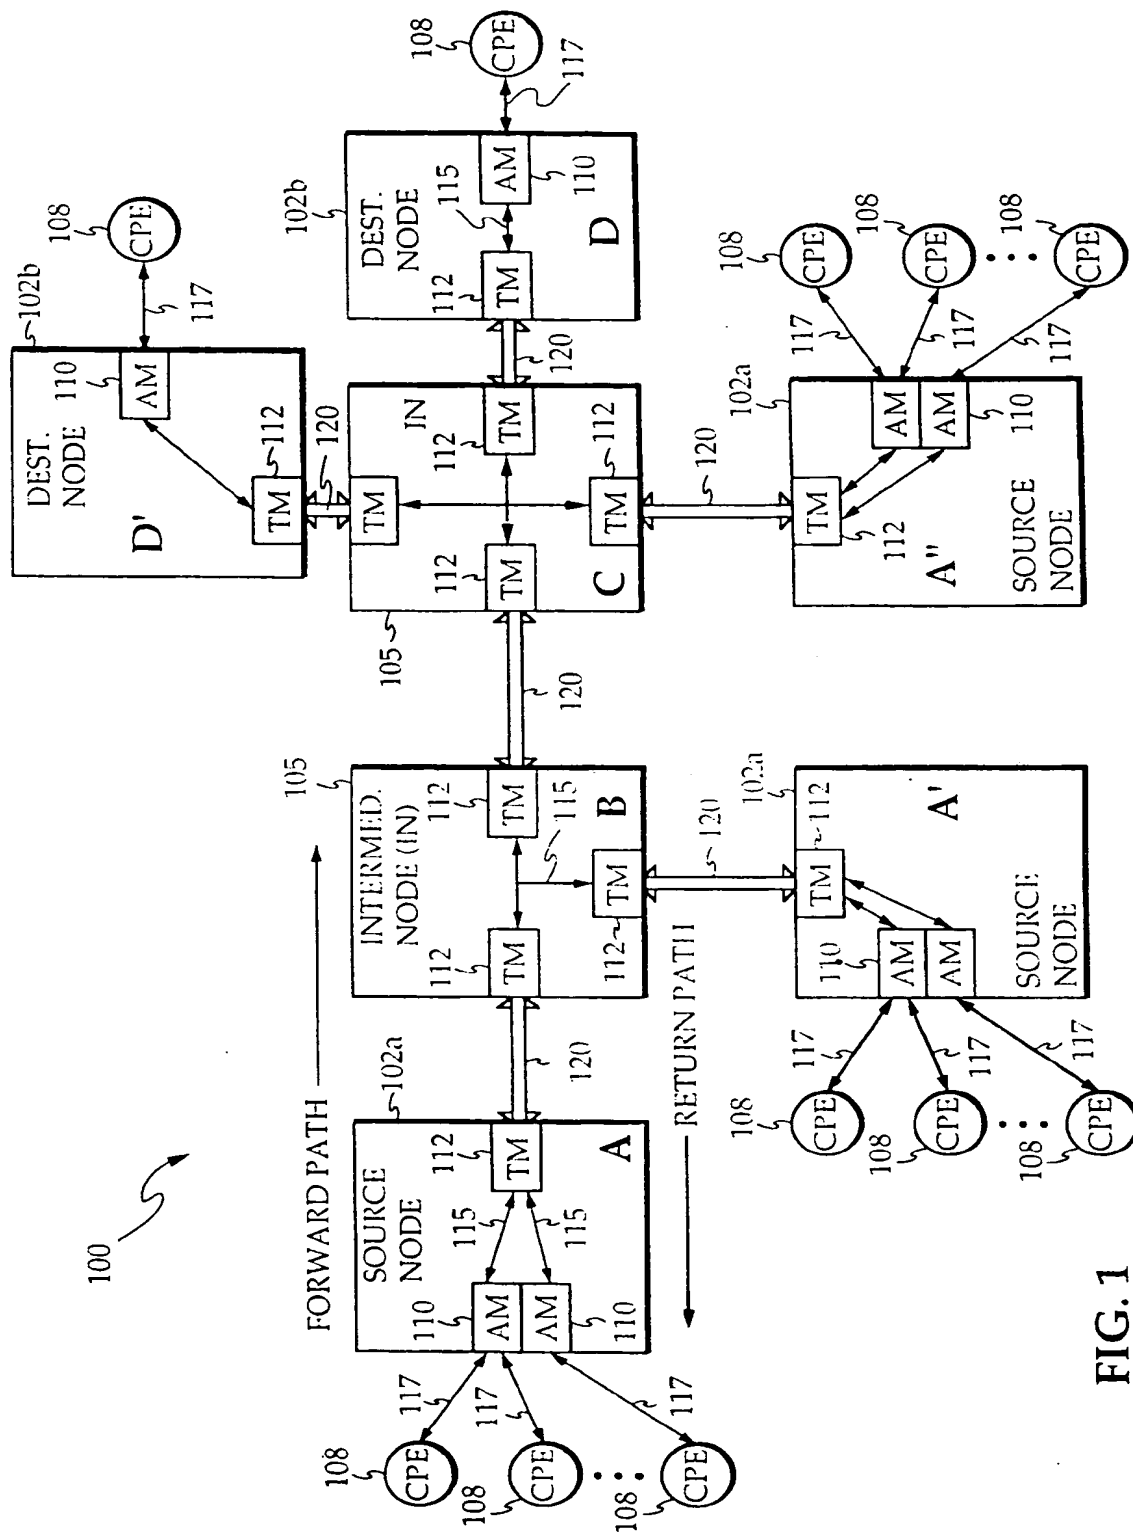 100
FORWARD PATH
SOURCE
NODE
102a
110
AM
AM
110
115
115
112
TM
A
117
117
117
108
CPE
108
CPE
108
CPE
120
RETURN PATH
INTERMED.
NODE (IN)
105
112
TM
112
TM
115
TM
112
B
120
120
SOURCE
NODE
A'
102a
112
TM
110
AM
AM
117
117
117
108
CPE
108
CPE
108
CPE
105
IN
C
TM
112
TM
112
TM
112
TM
120
120
120
DEST.
NODE
D'
102b
110
AM
TM
112
117
108
CPE
DEST.
NODE
D
102b
112
TM
115
AM
110
117
108
CPE
SOURCE
NODE
A"
102a
TM
112
AM
AM
110
117
117
117
108
CPE
108
CPE
108
CPE
FIG. 1